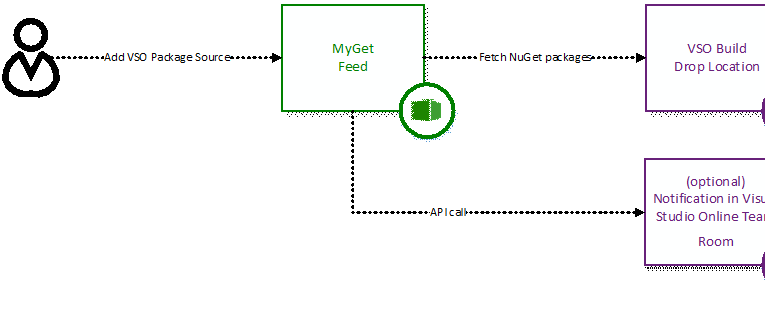 Add VSO Package Source
MyGet
Feed
Fetch NuGet packages
VSO Build
Drop Location
API call
(optional)
Notification in Visu
Studio Online Tea
Room